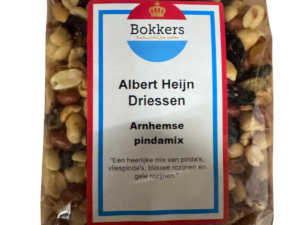 Bokkers
Albert Heijn
Driessen
Arnhemse
pindamix
"Een heerlijke mix van pinda's,
vliespinda's, blauwe rozijnen en
gele rozijnen."